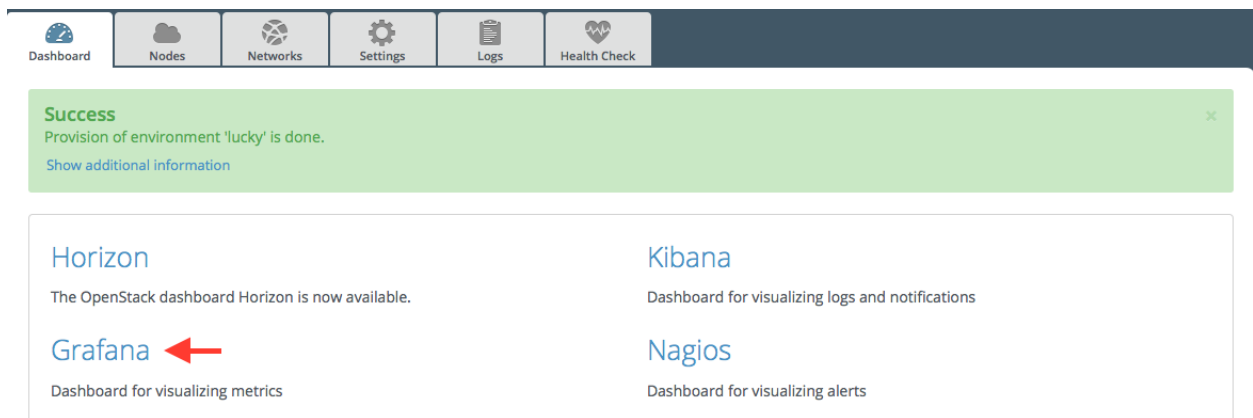 Dashboard
Nodes
Networks
Settings
Logs
Health Check
Success
×
Provision of environment 'lucky' is done.
Show additional information
Horizon
The OpenStack dashboard Horizon is now available.
Kibana
Dashboard for visualizing logs and notifications
Grafana
Dashboard for visualizing metrics
Nagios
Dashboard for visualizing alerts